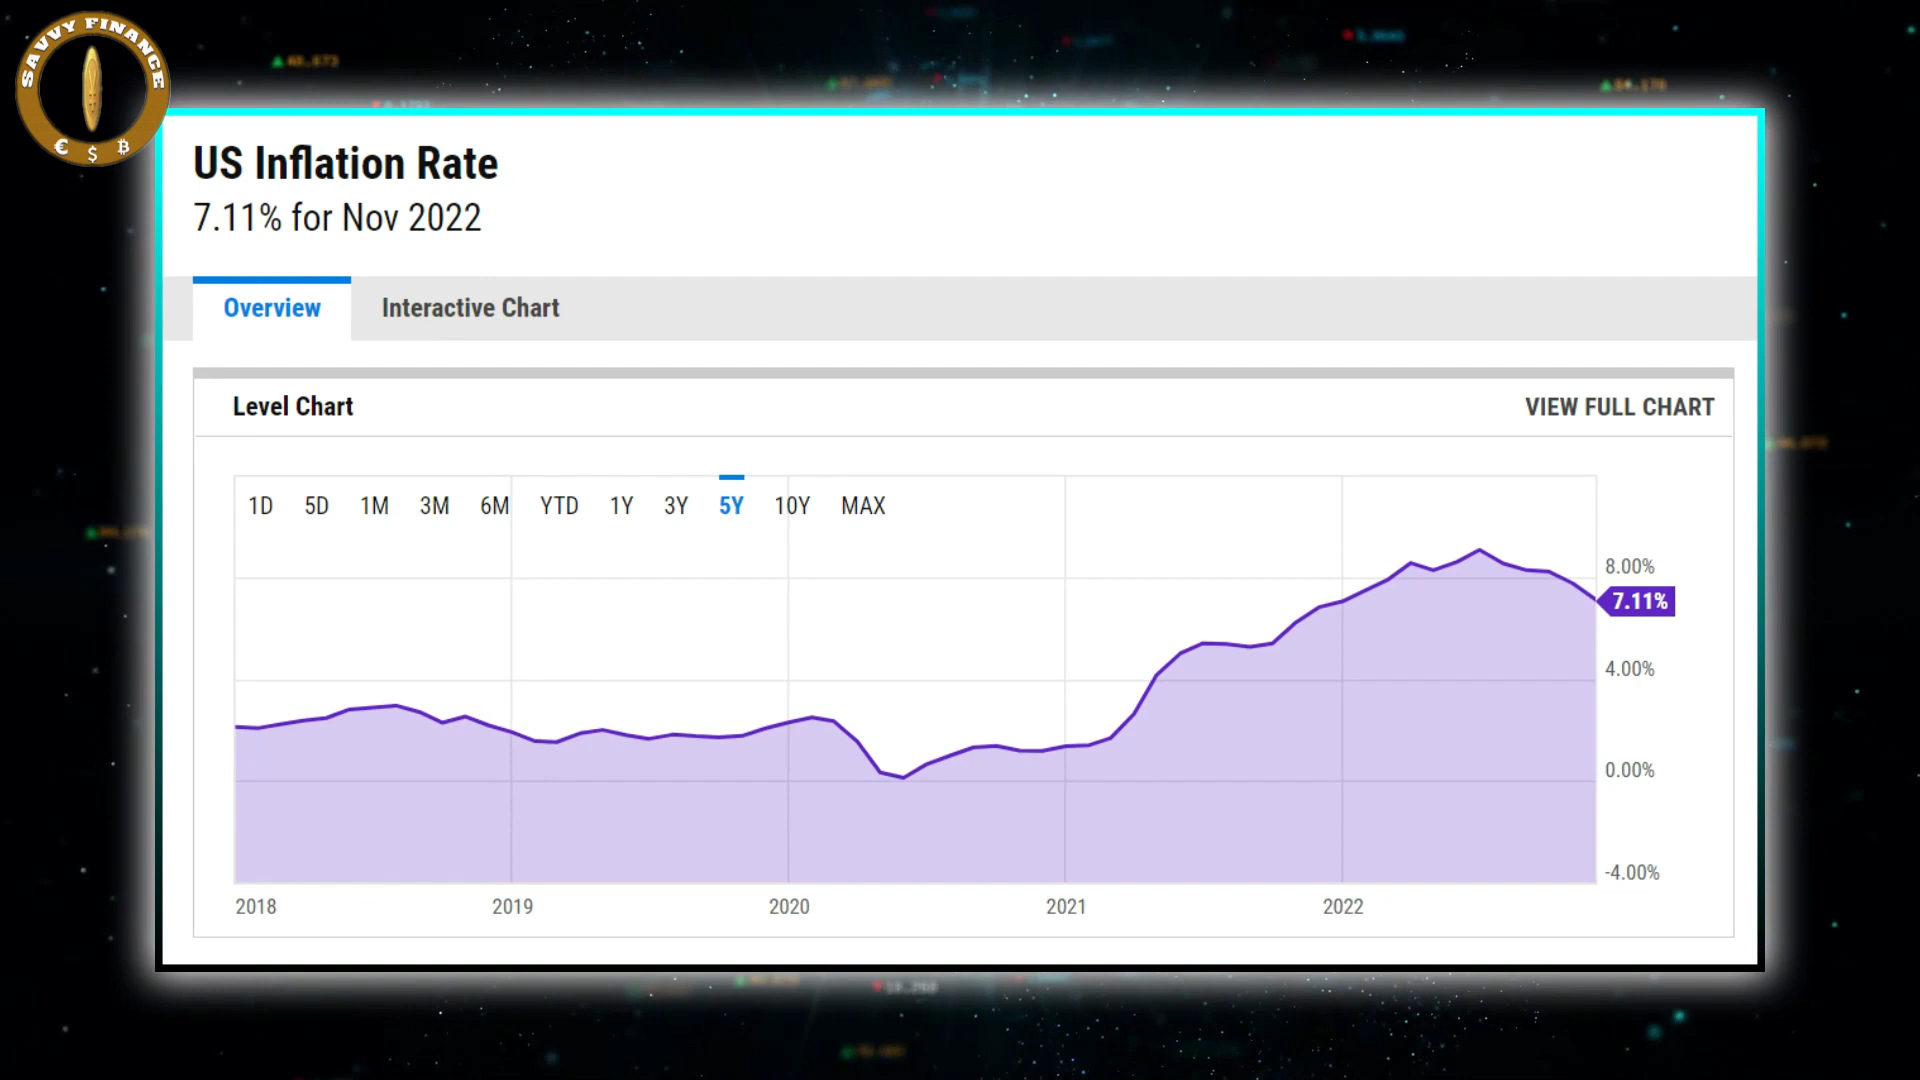 SAVVY FINANCE
€ $ ₿
US Inflation Rate
7.11% for Nov 2022
Overview Interactive Chart
Level Chart VIEW FULL CHART
1D 5D 1M 3M 6M YTD 1Y 3Y 5Y 10Y MAX
8.00%
7.11%
4.00%
0.00%
-4.00%
2018 2019 2020 2021 2022